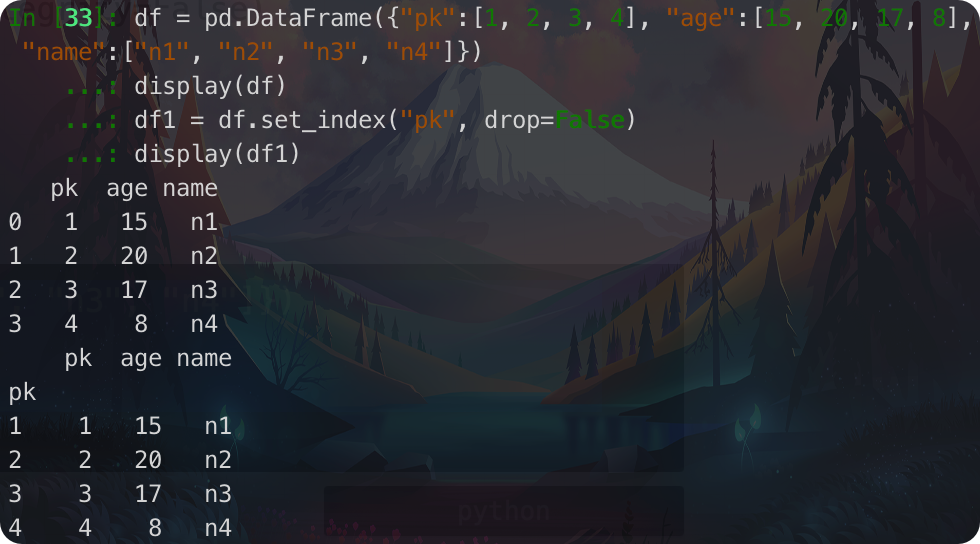 In [33]: df = pd.DataFrame({"pk":[1, 2, 3, 4], "age":[15, 20, 17, 8],
 "name":["n1", "n2", "n3", "n4"]})
    ...: display(df)
    ...: df1 = df.set_index("pk", drop=False)
    ...: display(df1)
   pk  age name
0   1   15   n1
1   2   20   n2
2   3   17   n3
3   4    8   n4
    pk  age name
pk
1    1   15   n1
2    2   20   n2
3    3   17   n3
4    4    8   n4
python